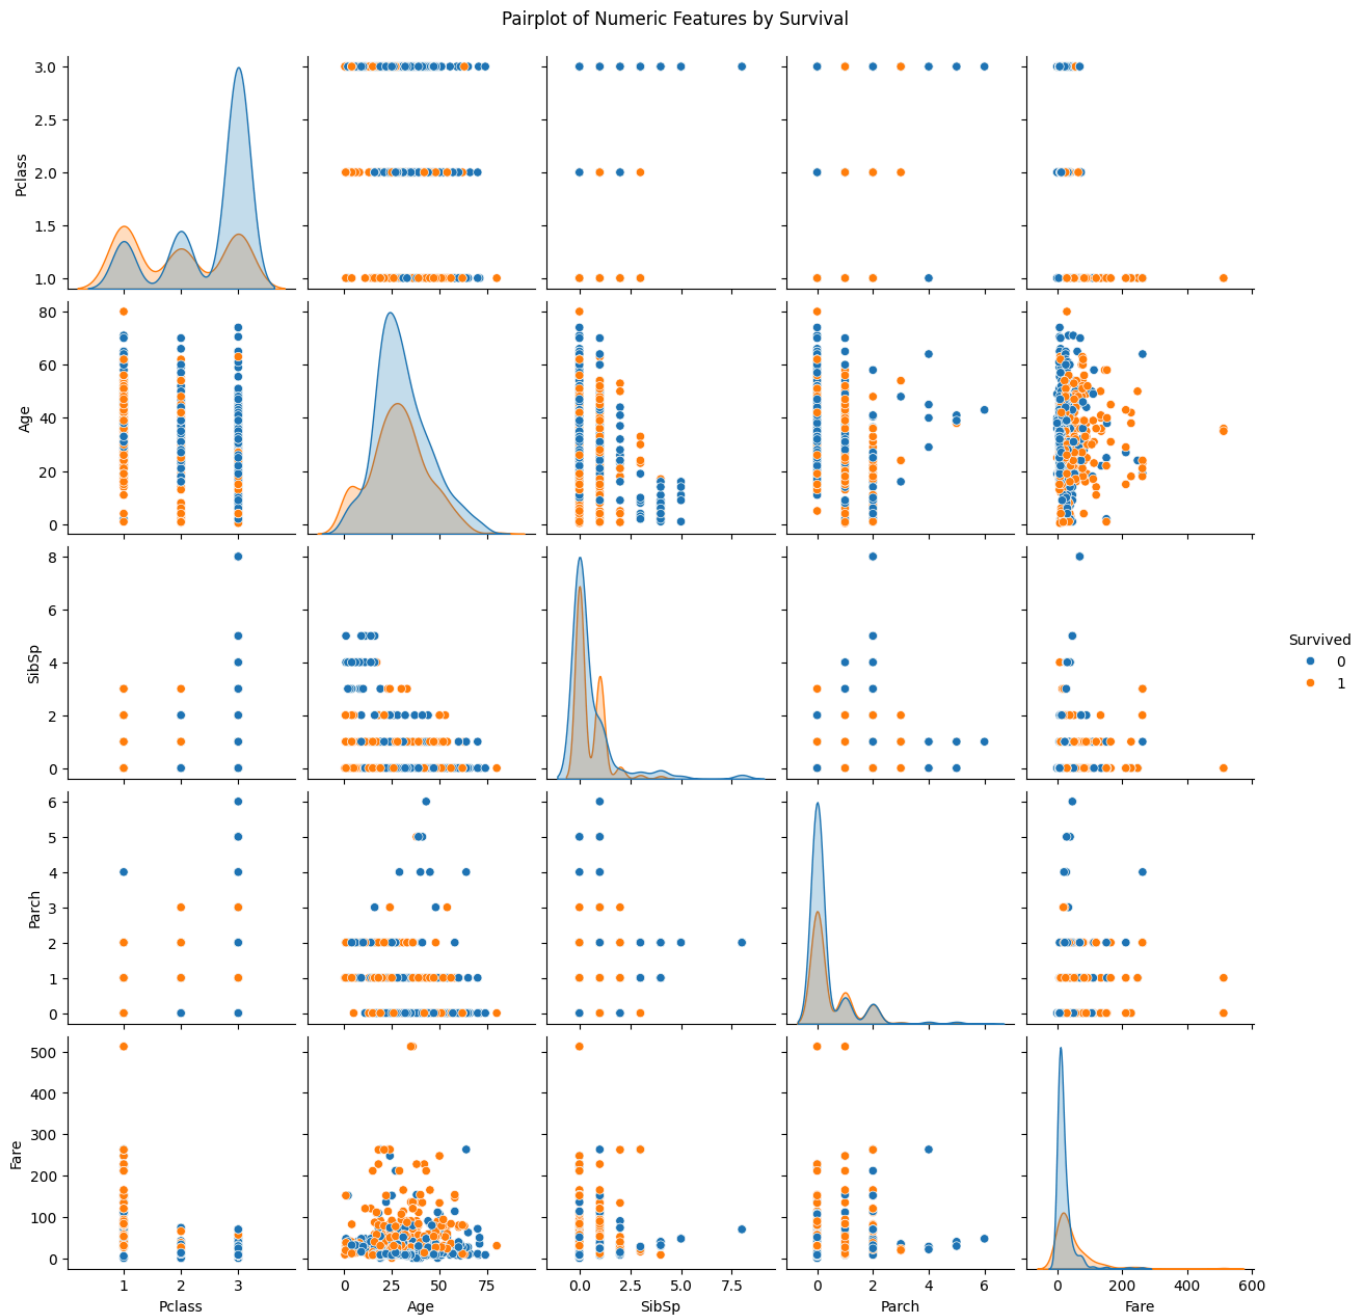 Pairplot of Numeric Features by Survival
3.0
2.5
2.0
1.5
1.0
Pclass
80
60
40
20
0
Age
8
6
4
2
0
SibSp
Survived
0
1
6
5
4
3
2
1
0
Parch
500
400
300
200
100
0
Fare
1 2 3
0 25 50 75
0.0 2.5 5.0 7.5
0 2 4 6
0 200 400 600
Pclass Age SibSp Parch Fare